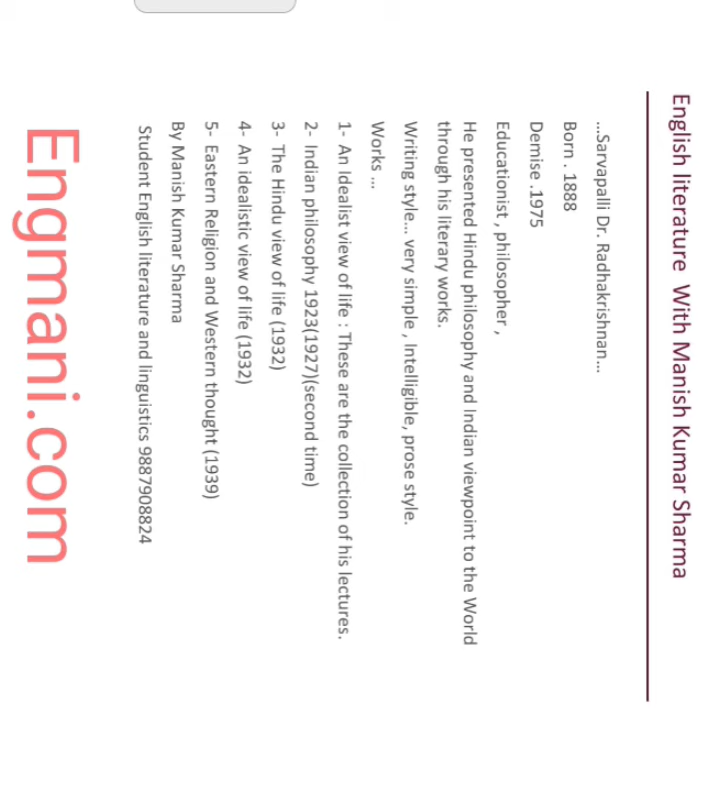 English literature With Manish Kumar Sharma
...Sarvapalli Dr. Radhakrishnan...
Born . 1888
Demise .1975
Educationist , philosopher ,
He presented Hindu philosophy and Indian viewpoint to the World
through his literary works.
Writing style... very simple , Intelligible, prose style.
Works ...
1- An Idealist view of life : These are the collection of his lectures.
2- Indian philosophy 1923(1927)(second time)
3- The Hindu view of life (1932)
4- An idealistic view of life (1932)
5- Eastern Religion and Western thought (1939)
By Manish Kumar Sharma
Student English literature and linguistics 9887908824
Engmani.com